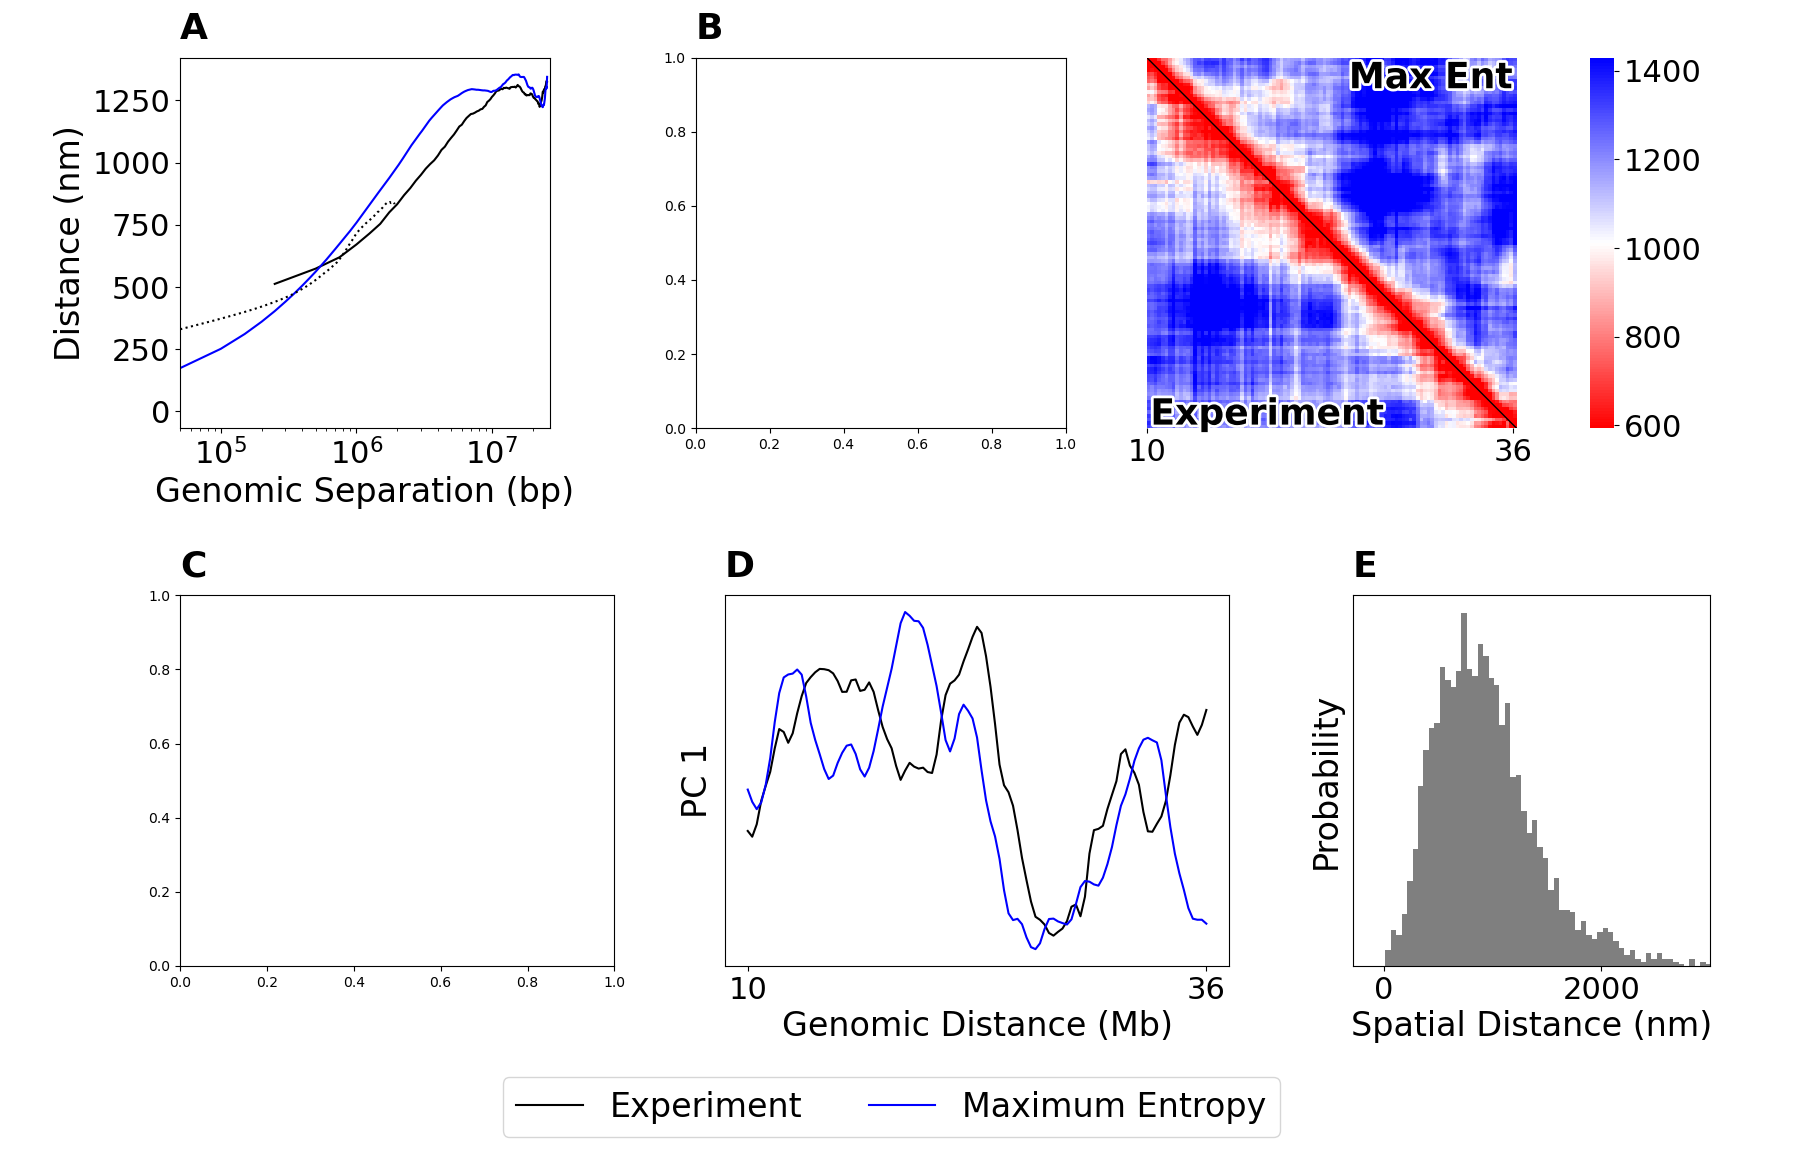 A
B
1250
1000
750
500
250
0
10^5
10^6
10^7
Distance (nm)
Genomic Separation (bp)
1.0
0.8
0.6
0.4
0.2
0.0
0.0
0.2
0.4
0.6
0.8
1.0
Max Ent
Experiment
10
36
1400
1200
1000
800
600
C
D
E
1.0
0.8
0.6
0.4
0.2
0.0
0.0
0.2
0.4
0.6
0.8
1.0
PC 1
10
36
Genomic Distance (Mb)
Probability
0
2000
Spatial Distance (nm)
Experiment
Maximum Entropy